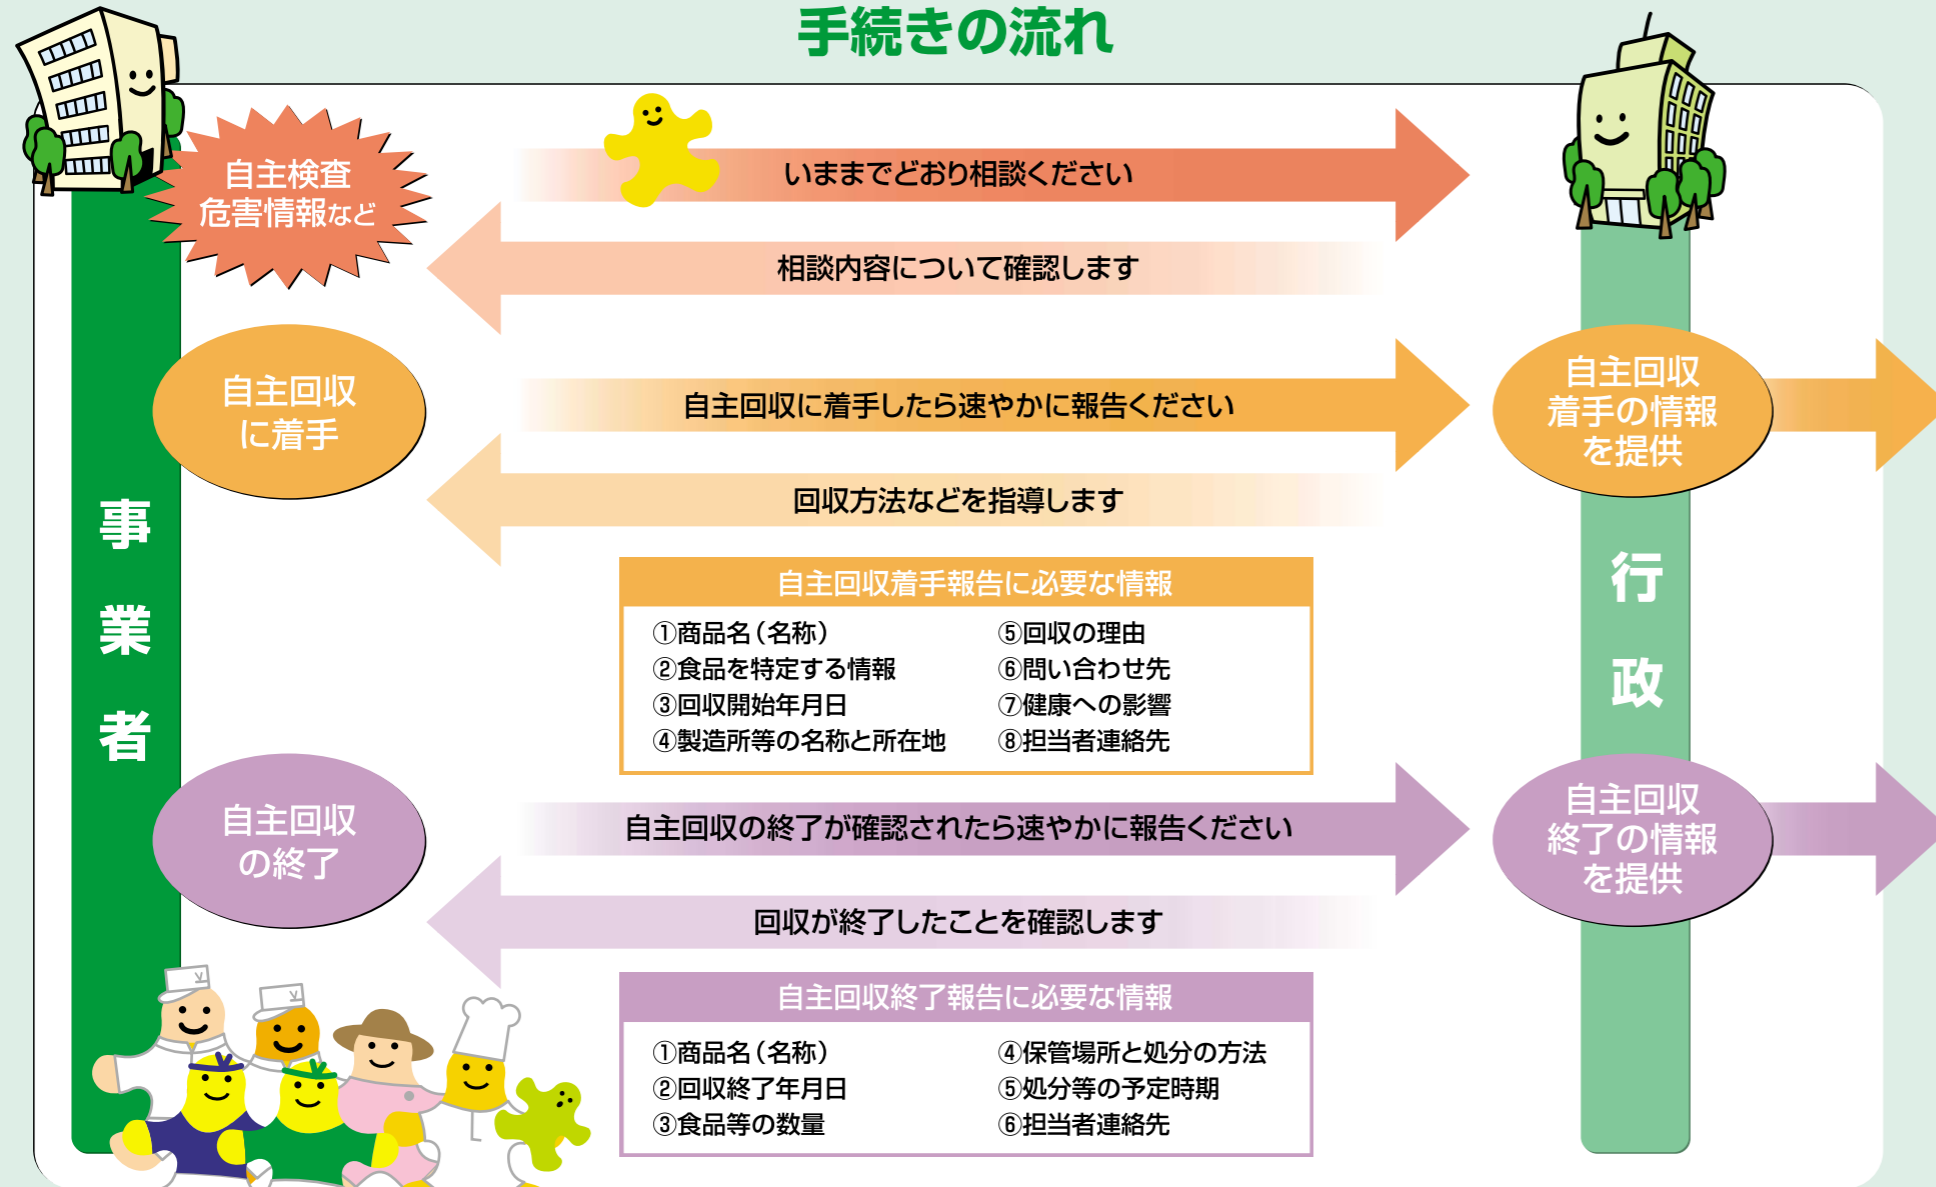 手続きの流れ
自主検査
危害情報など
いままでどおり相談ください
相談内容について確認します
自主回収
に着手
自主回収に着手したら速やかに報告ください
自主回収
着手の情報
を提供
回収方法などを指導します
事業者
行政
自主回収着手報告に必要な情報
①商品名（名称）
②食品を特定する情報
③回収開始年月日
④製造所等の名称と所在地
⑤回収の理由
⑥問い合わせ先
⑦健康への影響
⑧担当者連絡先
自主回収
の終了
自主回収の終了が確認されたら速やかに報告ください
自主回収
終了の情報
を提供
回収が終了したことを確認します
自主回収終了報告に必要な情報
①商品名（名称）
②回収終了年月日
③食品等の数量
④保管場所と処分の方法
⑤処分等の予定時期
⑥担当者連絡先